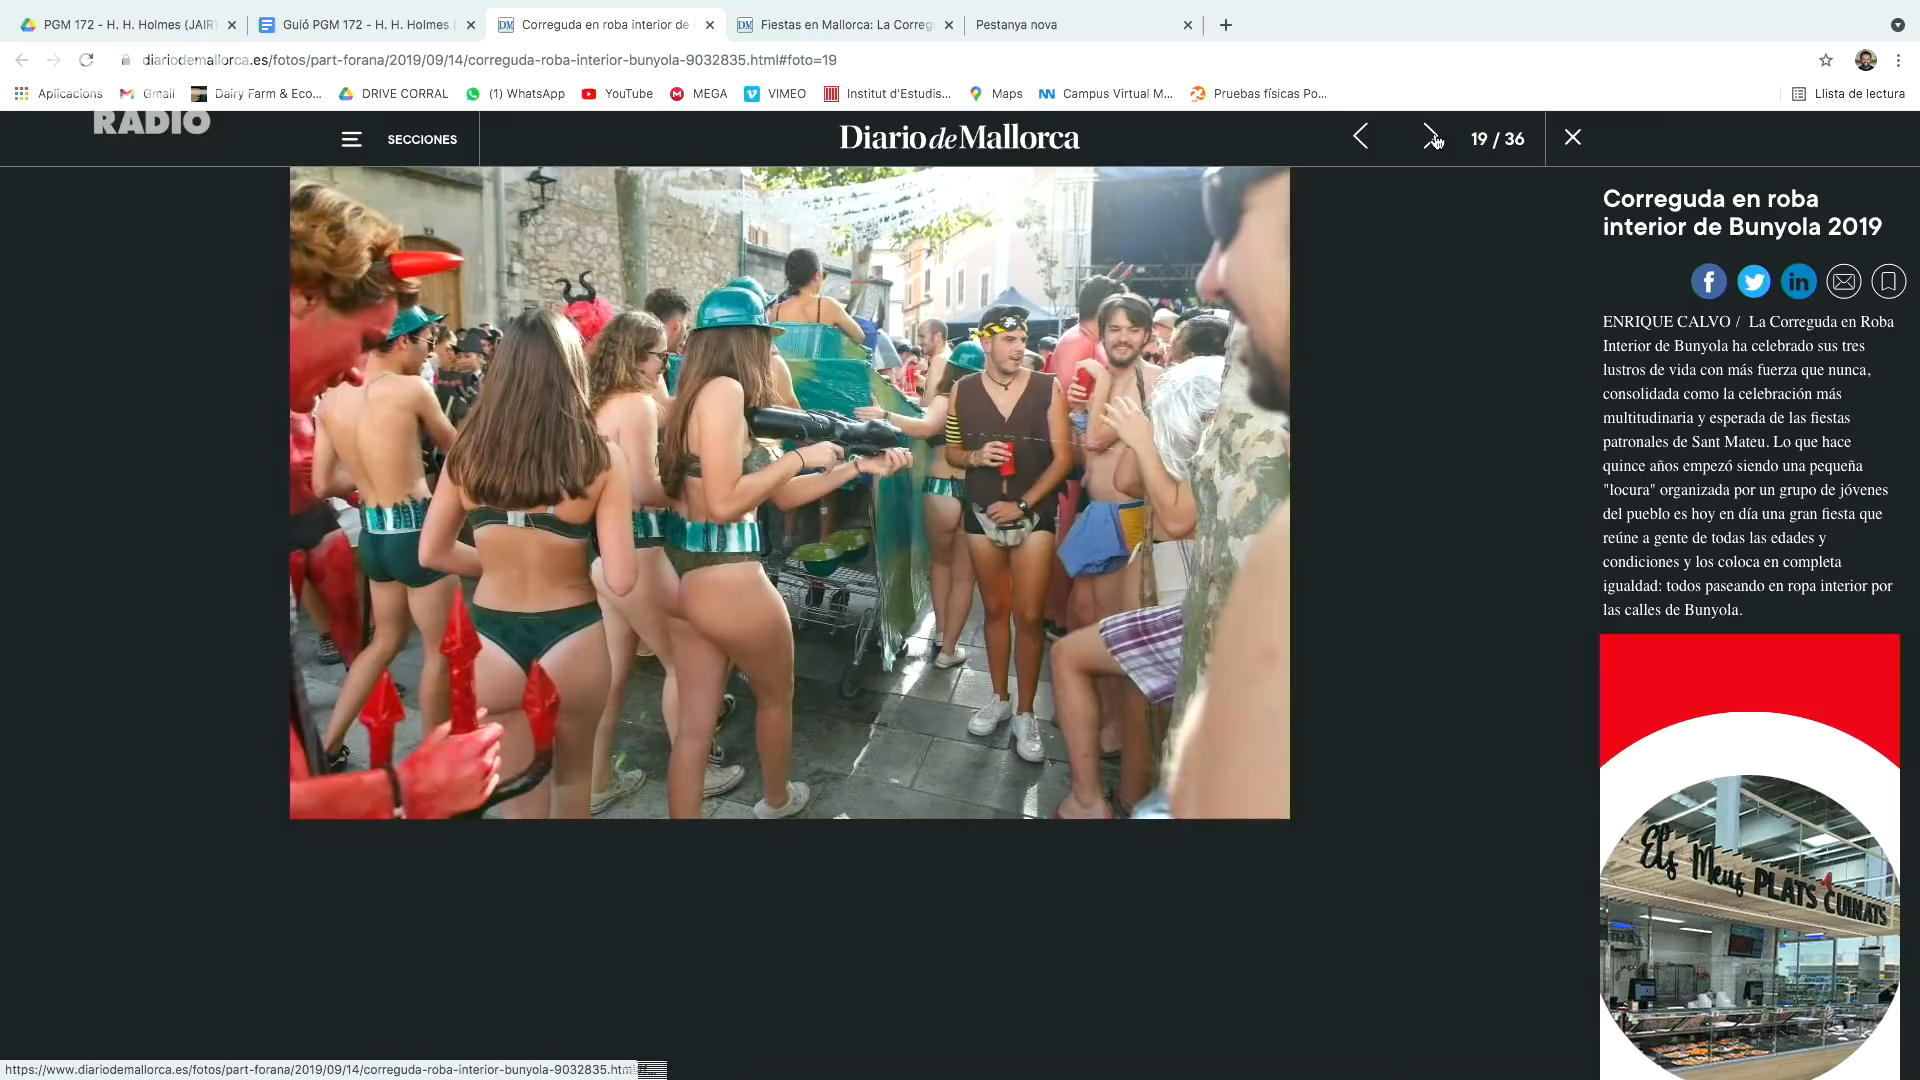 PGM 172 - H. H. Holmes (JAIR)
Guió PGM 172 - H. H. Holmes (
Correguda en roba interior de
DM
Fiestas en Mallorca: La Correg
Pestanya nova
diariodemallorca.es/fotos/part-forana/2019/09/14/correguda-roba-interior-bunyola-9032835.html#foto=19
Aplicacions
Gmail
Dairy Farm & Eco...
DRIVE CORRAL
(1) WhatsApp
YouTube
MEGA
VIMEO
Institut d'Estudis...
Maps
Campus Virtual M...
Pruebas físicas Po...
Llista de lectura
RÀDIO
SECCIONES
Diario de Mallorca
19 / 36
Correguda en roba
interior de Bunyola 2019
ENRIQUE CALVO / La Correguda en Roba
Interior de Bunyola ha celebrado sus tres
lustros de vida con más fuerza que nunca,
consolidada como la celebración más
multitudinaria y esperada de las fiestas
patronales de Sant Mateu. Lo que hace
quince años empezó siendo una pequeña
"locura" organizada por un grupo de jóvenes
del pueblo es hoy en día una gran fiesta que
reúne a gente de todas las edades y
condiciones y los coloca en completa
igualdad: todos paseando en ropa interior por
las calles de Bunyola.
Els Meus PLATS CUINATS
https://www.diariodemallorca.es/fotos/part-forana/2019/09/14/correguda-roba-interior-bunyola-9032835.html